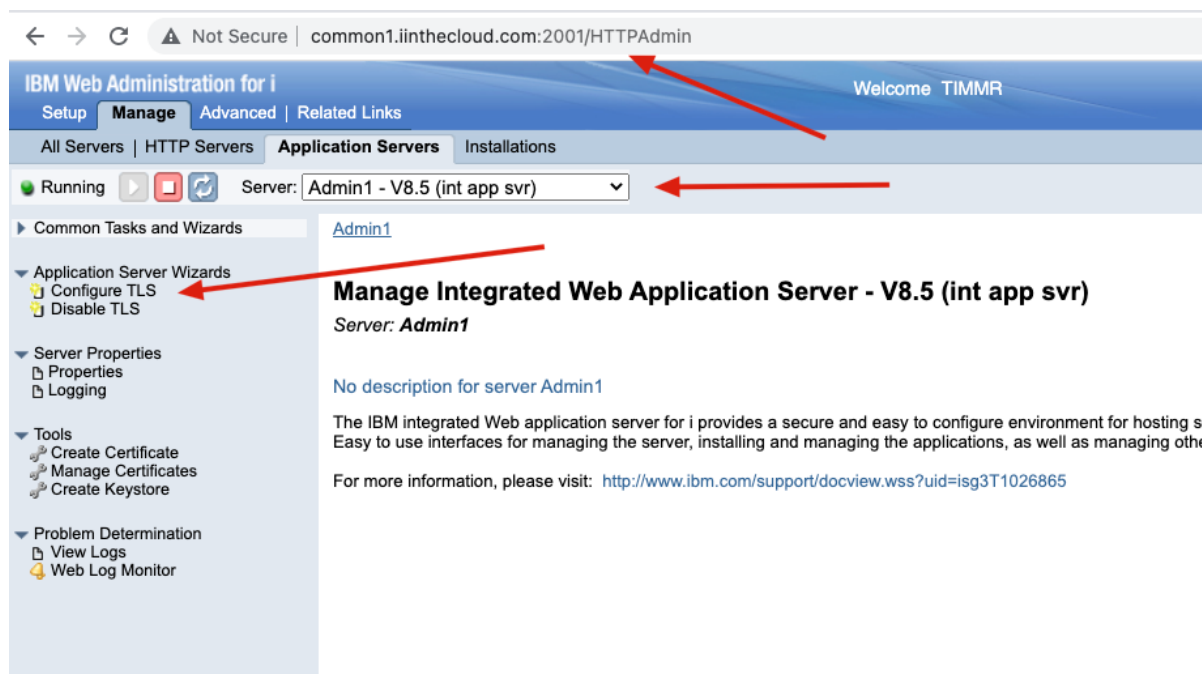 Not Secure common1.iinthecloud.com:2001/HTTPAdmin
IBM Web Administration for i
Welcome TIMMR
Setup Manage Advanced | Related Links
All Servers | HTTP Servers Application Servers Installations
Running Server: Admin1 - V8.5 (int app svr)
Common Tasks and Wizards
Application Server Wizards
Configure TLS
Disable TLS
Server Properties
Properties
Logging
Tools
Create Certificate
Manage Certificates
Create Keystore
Problem Determination
View Logs
Web Log Monitor
Admin1
Manage Integrated Web Application Server - V8.5 (int app svr)
Server: Admin1
No description for server Admin1
The IBM integrated Web application server for i provides a secure and easy to configure environment for hosting s
Easy to use interfaces for managing the server, installing and managing the applications, as well as managing othe
For more information, please visit: http://www.ibm.com/support/docview.wss?uid=isg3T1026865